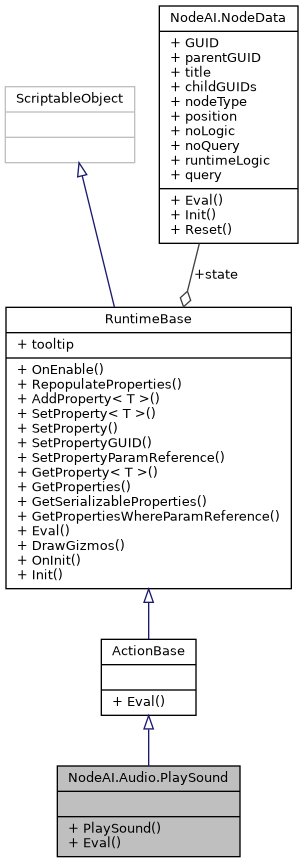 NodeAI.NodeData
+ GUID
+ parentGUID
+ title
+ childGUIDs
+ nodeType
+ position
+ noLogic
+ noQuery
+ runtimeLogic
+ query
+ Eval()
+ Init()
+ Reset()
ScriptableObject
+state
RuntimeBase
+ tooltip
+ OnEnable()
+ RepopulateProperties()
+ AddProperty< T >()
+ SetProperty< T >()
+ SetProperty()
+ SetPropertyGUID()
+ SetPropertyParamReference()
+ GetProperty< T >()
+ GetProperties()
+ GetSerializableProperties()
+ GetPropertiesWhereParamReference()
+ Eval()
+ DrawGizmos()
+ OnInit()
+ Init()
ActionBase
+ Eval()
NodeAI.Audio.PlaySound
+ PlaySound()
+ Eval()